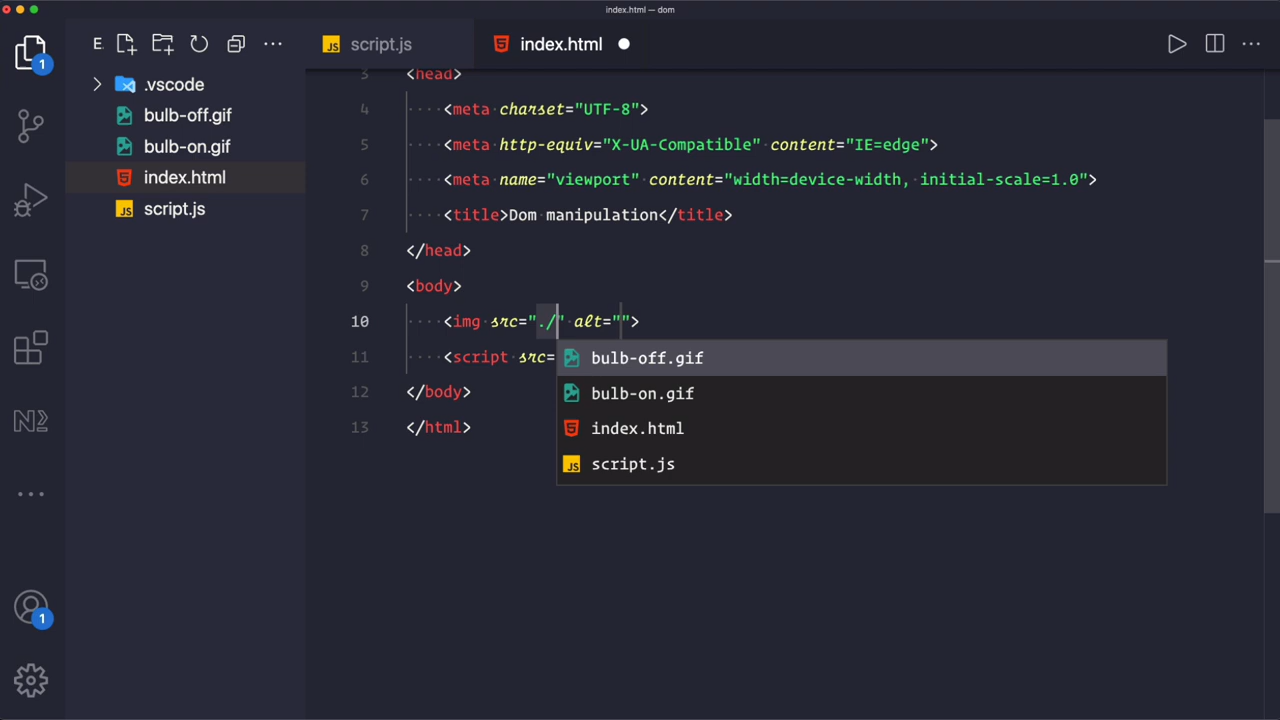 index.html — dom
E
script.js
index.html
1
.vscode
bulb-off.gif
bulb-on.gif
index.html
script.js
3 <head>
4 <meta charset="UTF-8">
5 <meta http-equiv="X-UA-Compatible" content="IE=edge">
6 <meta name="viewport" content="width=device-width, initial-scale=1.0">
7 <title>Dom manipulation</title>
8 </head>
9 <body>
10 <img src="./" alt="">
11 <script src=
12 </body>
13 </html>
bulb-off.gif
bulb-on.gif
index.html
script.js
1